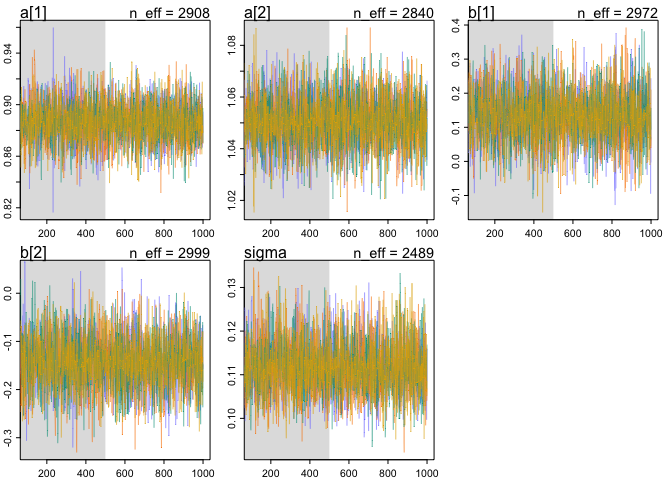 a[1] n_eff = 2908
0.82 0.86 0.90 0.94
200 400 600 800 1000
a[2] n_eff = 2840
1.02 1.04 1.06 1.08
200 400 600 800 1000
b[1] n_eff = 2972
-0.1 0.0 0.1 0.2 0.3 0.4
200 400 600 800 1000
b[2] n_eff = 2999
-0.3 -0.2 -0.1 0.0
200 400 600 800 1000
sigma n_eff = 2489
0.10 0.11 0.12 0.13
200 400 600 800 1000